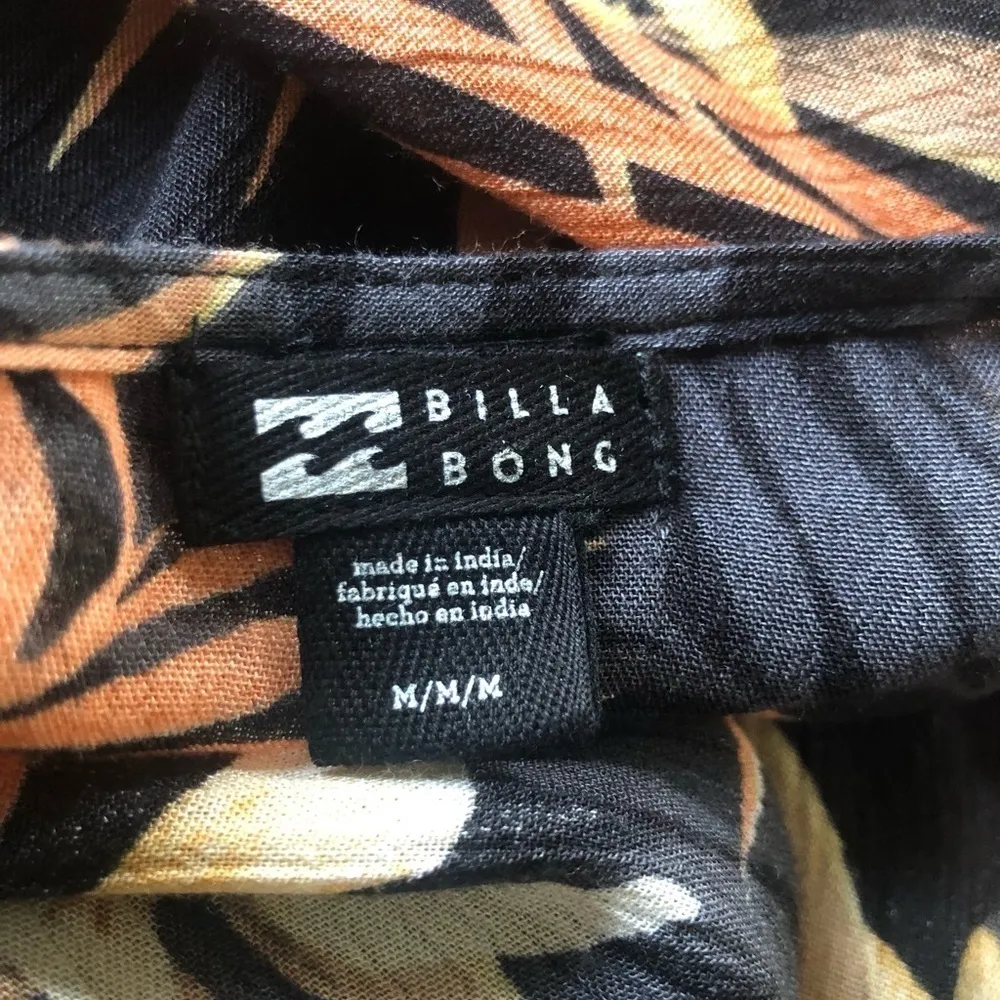 BILLA
BONG
made in india/
fabriqué en inde/
hecho en india
M/M/M